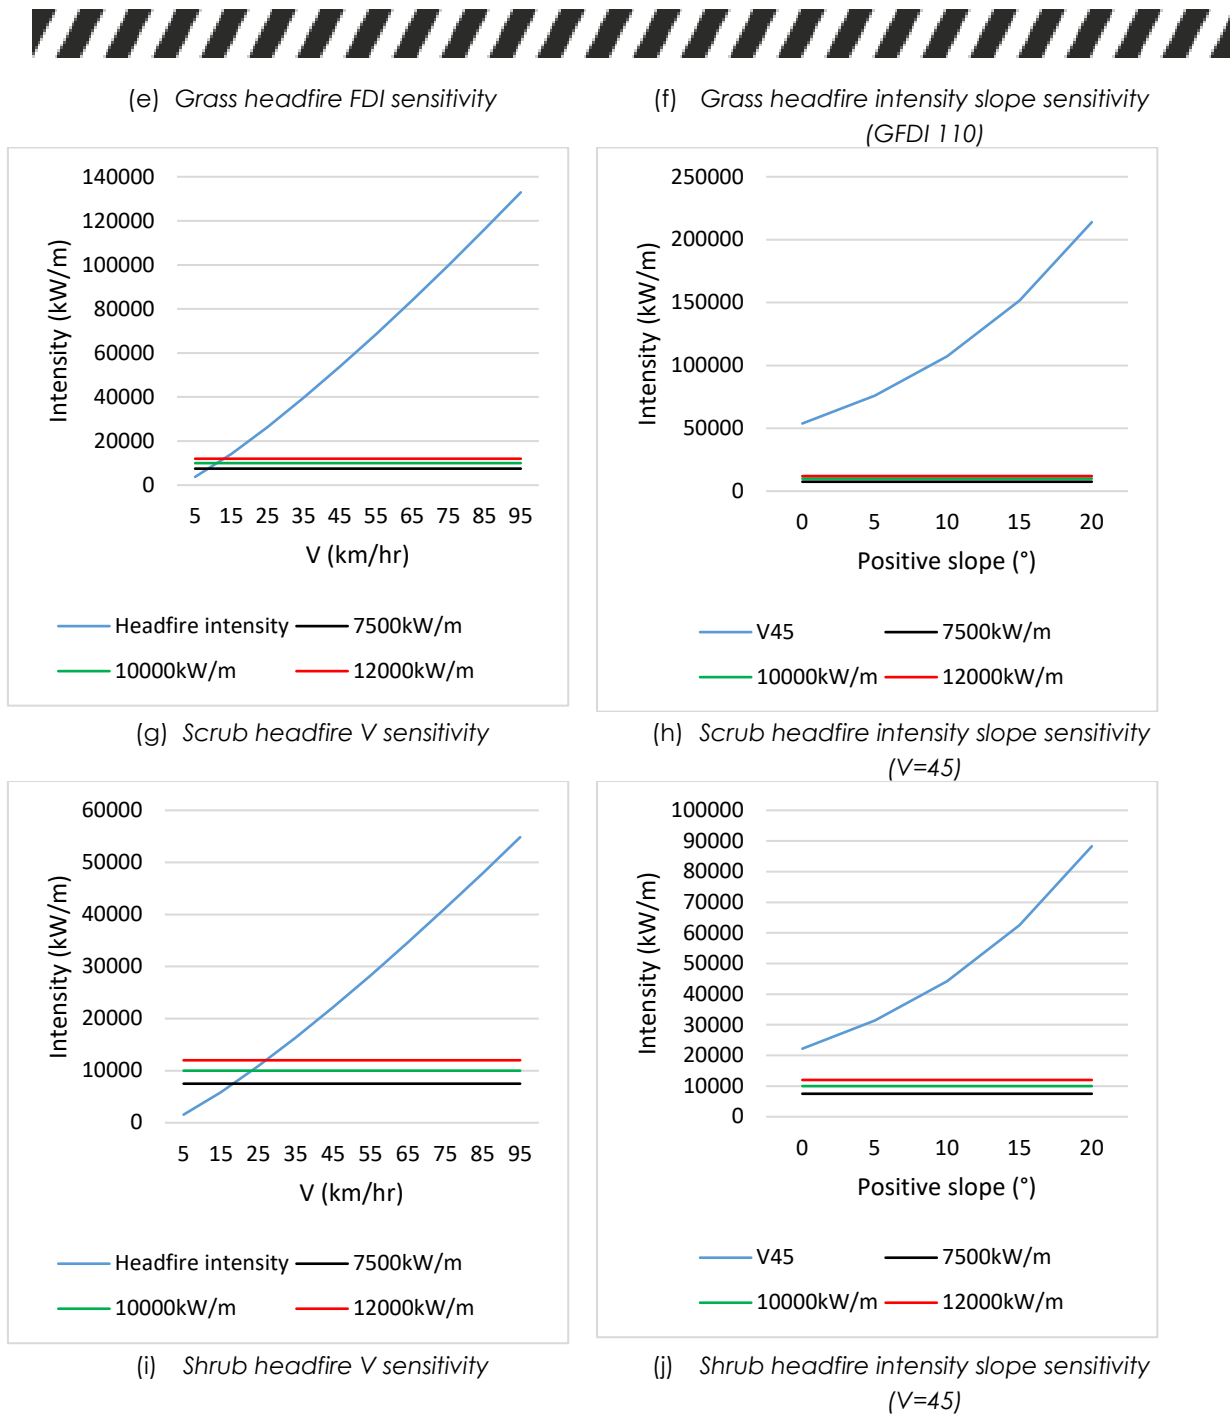 (e) Grass headfire FDI sensitivity
(f) Grass headfire intensity slope sensitivity
(GFDI 110)
140000
120000
100000
80000
60000
40000
20000
0
Intensity (kW/m)
5 15 25 35 45 55 65 75 85 95
V (km/hr)
Headfire intensity 7500kW/m
10000kW/m 12000kW/m
250000
200000
150000
100000
50000
0
Intensity (kW/m)
0 5 10 15 20
Positive slope (°)
V45 7500kW/m
10000kW/m 12000kW/m
(g) Scrub headfire V sensitivity
(h) Scrub headfire intensity slope sensitivity
(V=45)
60000
50000
40000
30000
20000
10000
0
Intensity (kW/m)
5 15 25 35 45 55 65 75 85 95
V (km/hr)
Headfire intensity 7500kW/m
10000kW/m 12000kW/m
100000
90000
80000
70000
60000
50000
40000
30000
20000
10000
0
Intensity (kW/m)
0 5 10 15 20
Positive slope (°)
V45 7500kW/m
10000kW/m 12000kW/m
(i) Shrub headfire V sensitivity
(j) Shrub headfire intensity slope sensitivity
(V=45)